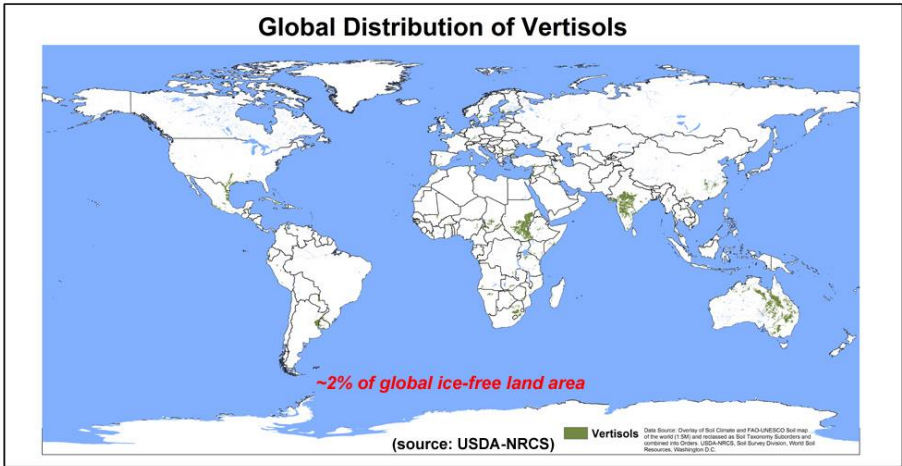 Global Distribution of Vertisols
~2% of global ice-free land area
(source: USDA-NRCS)
Vertisols
Data Source: Overlay of Soil Climate and FAO-UNESCO Soil map
of the world (1:5M) and reclassed as Soil Taxonomy Suborders and
combined into Orders. USDA-NRCS, Soil Survey Division, World Soil
Resources, Washington D.C.